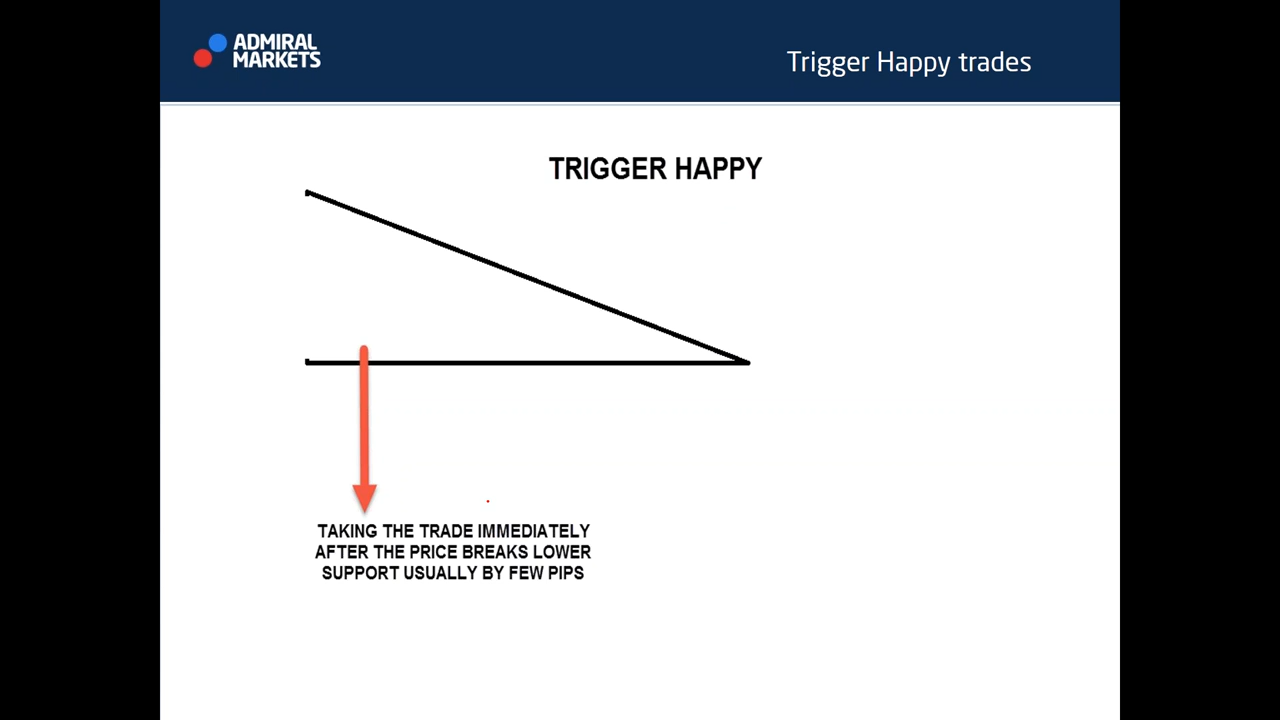 ADMIRAL
MARKETS
Trigger Happy trades
TRIGGER HAPPY
TAKING THE TRADE IMMEDIATELY
AFTER THE PRICE BREAKS LOWER
SUPPORT USUALLY BY FEW PIPS